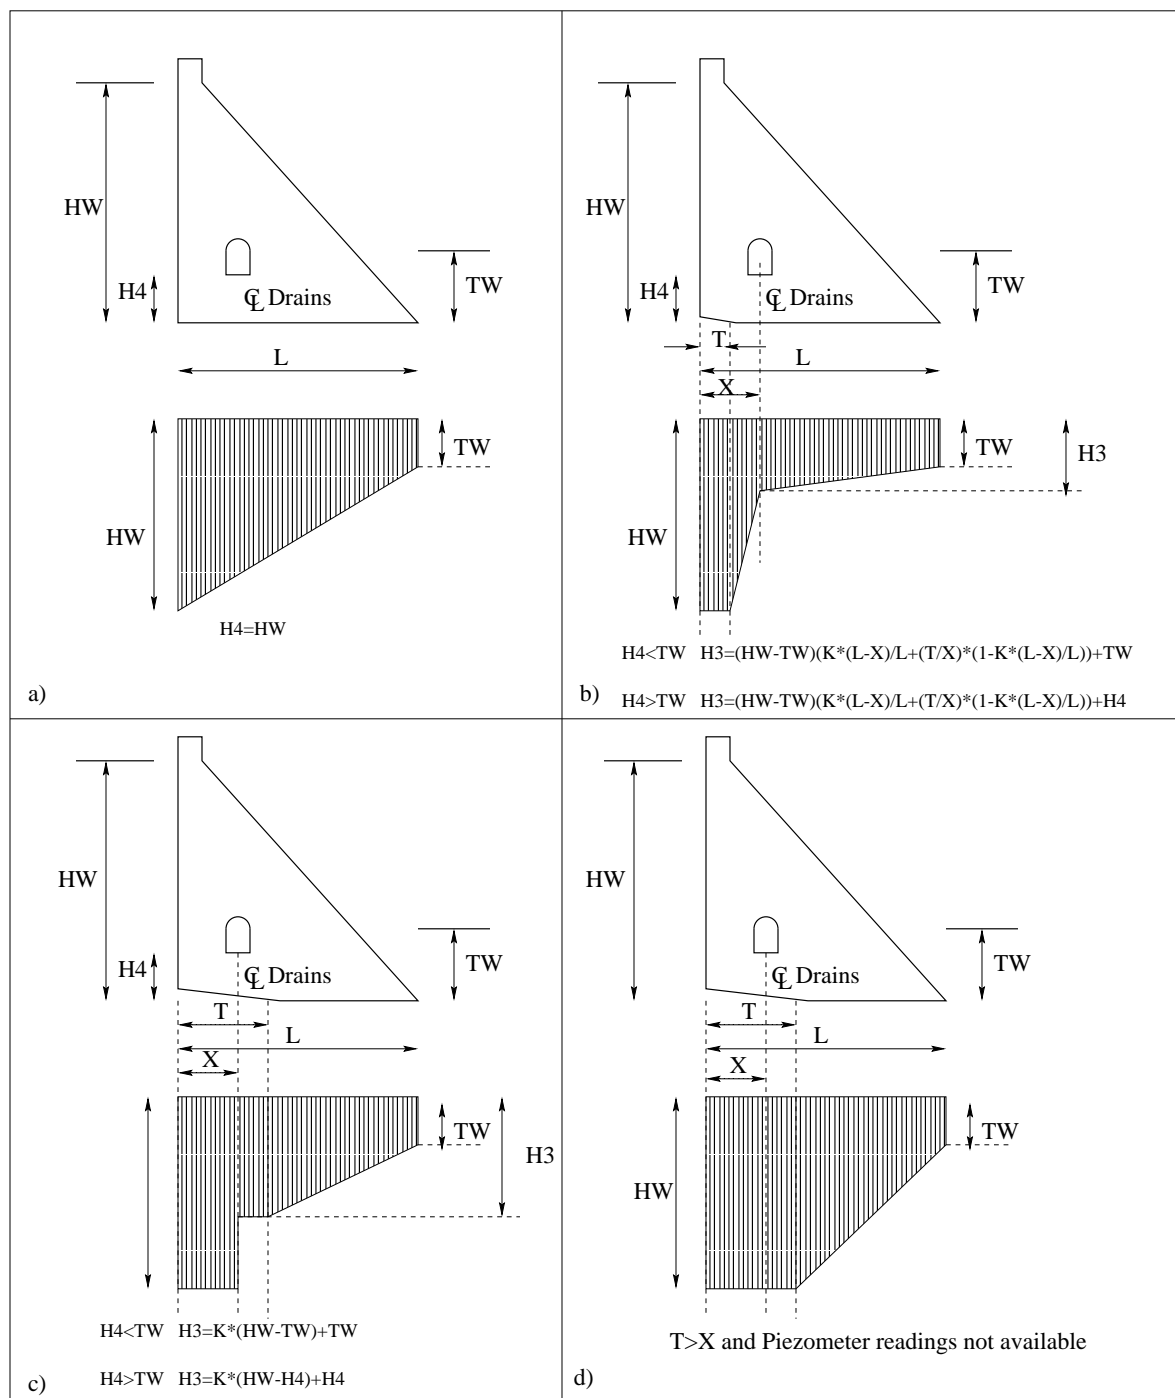 HW
H4
℄ Drains
TW
L
HW
TW
H4=HW
a)
HW
H4
℄ Drains
TW
T
L
X
HW
TW
H3
H4<TW H3=(HW-TW)(K*(L-X)/L+(T/X)*(1-K*(L-X)/L))+TW
H4>TW H3=(HW-TW)(K*(L-X)/L+(T/X)*(1-K*(L-X)/L))+H4
b)
HW
H4
℄ Drains
TW
T
L
X
TW
H3
H4<TW H3=K*(HW-TW)+TW
H4>TW H3=K*(HW-H4)+H4
c)
HW
℄ Drains
TW
T
L
X
HW
TW
T>X and Piezometer readings not available
d)